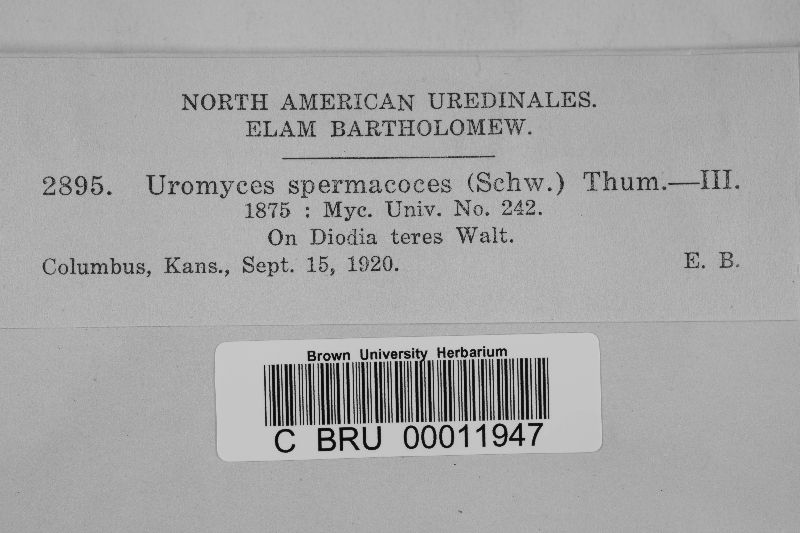 NORTH AMERICAN UREDINALES.
ELAM BARTHOLOMEW.
2895. Uromyces spermacoces (Schw.) Thum.—III.
1875 : Myc. Univ. No. 242.
On Diodia teres Walt.
Columbus, Kans., Sept. 15, 1920. E. B.
Brown University Herbarium
C BRU 00011947